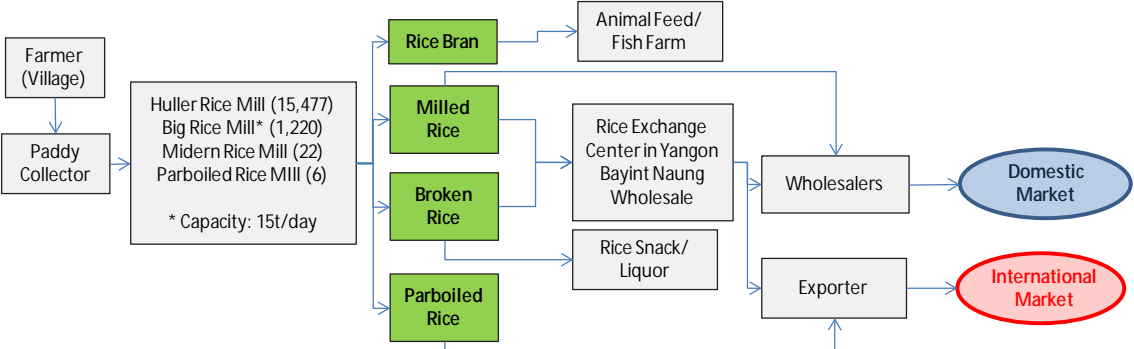 Farmer
(Village)
Paddy
Collector
Huller Rice Mill (15,477)
Big Rice Mill* (1,220)
Midern Rice Mill (22)
Parboiled Rice MIll (6)
* Capacity: 15t/day
Rice Bran
Milled
Rice
Broken
Rice
Parboiled
Rice
Animal Feed/
Fish Farm
Rice Exchange
Center in Yangon
Bayint Naung
Wholesale
Rice Snack/
Liquor
Wholesalers
Exporter
Domestic
Market
International
Market